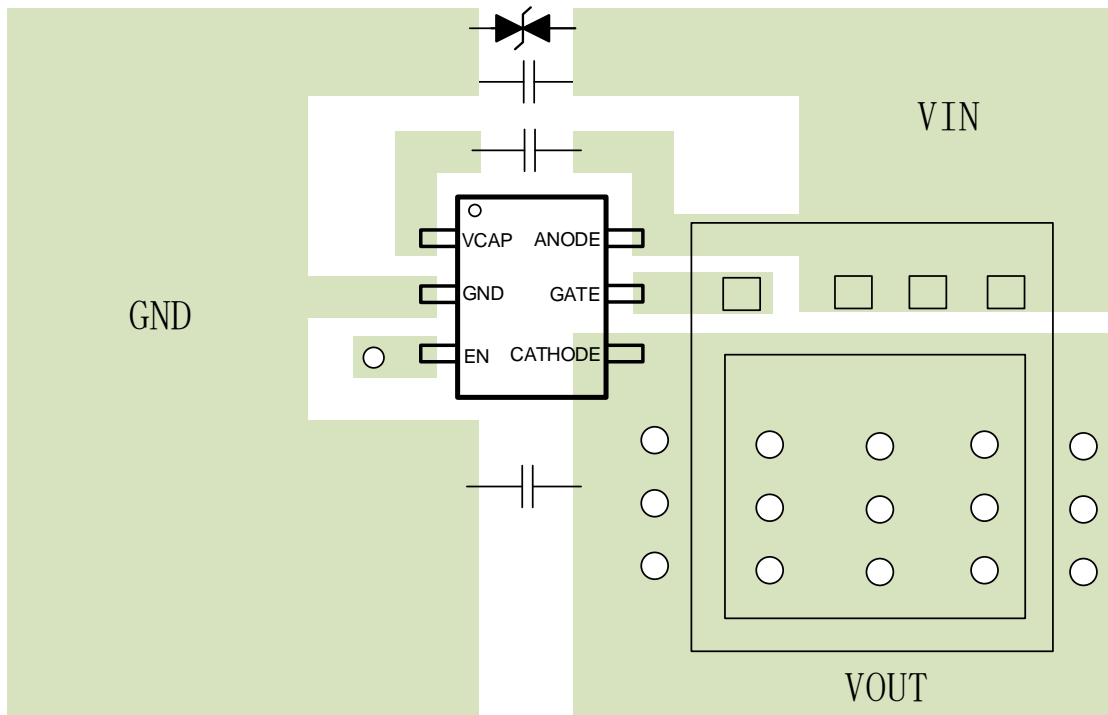 VIN
VCAP
ANODE
GND
GATE
GND
EN
CATHODE
VOUT